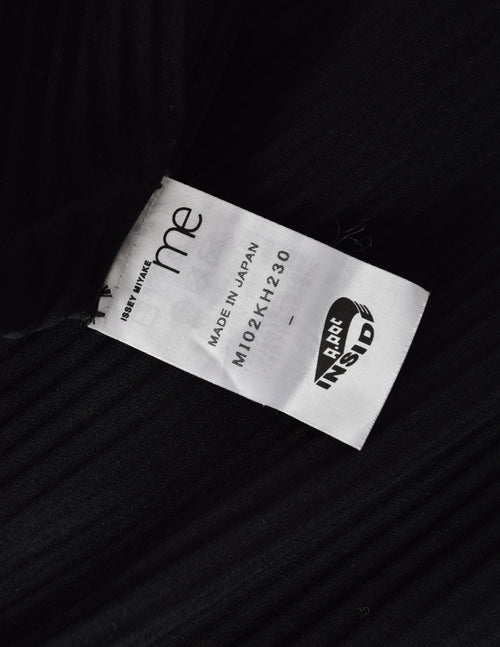 me
ISSEY MIYAKE
MADE IN JAPAN
MI02KH230
-
A.POC
INSIDE